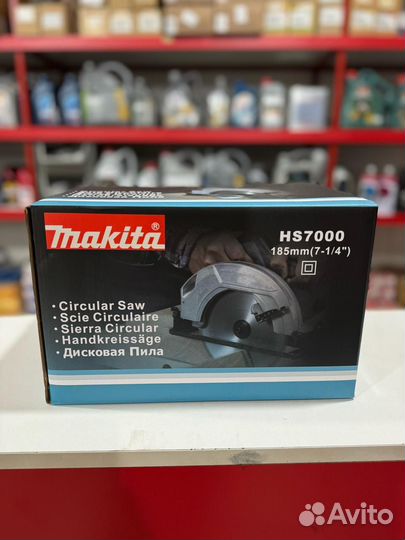 makita®
HS7000
185mm(7-1/4")
• Circular Saw
• Scie Circulaire
• Sierra Circular
• Handkreissäge
• Дисковая Пила
Avito